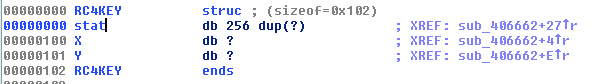 00000000 RC4KEY struc ; (sizeof=0x102)
00000000 stat db 256 dup(?) ; XREF: sub_406662+27↑r
00000100 X db ? ; XREF: sub_406662+4↑r
00000101 Y db ? ; XREF: sub_406662+E↑r
00000102 RC4KEY ends